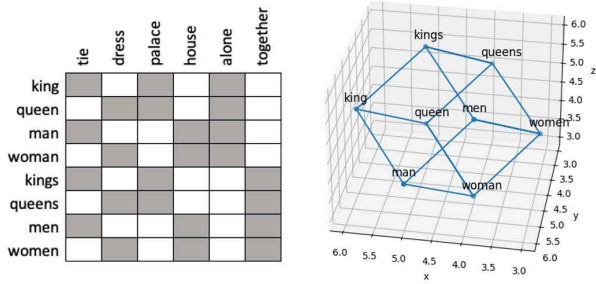 tie dress palace house alone together
king
queen
man
woman
kings
queens
men
women
kings
queens
king
queen
men
women
man
woman
6.0
5.5
5.0
4.5
4.0
3.5
3.0
z
3.0
3.5
4.0
4.5
5.0
5.5
6.0
y
6.0 5.5 5.0 4.5 4.0 3.5 3.0
x